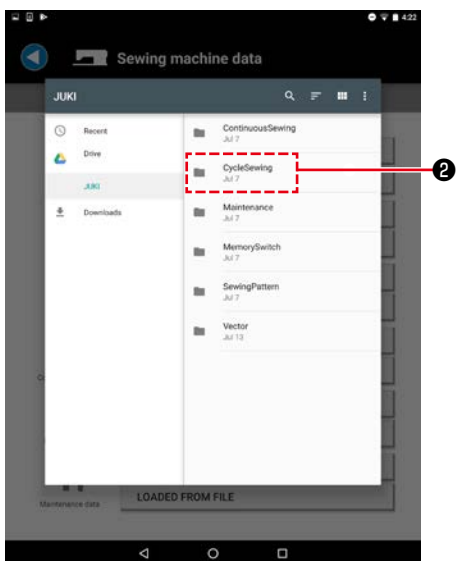 4:22
Sewing machine data
JUKI
Recent
Drive
JUKI
Downloads
ContinuousSewing
Jul 7
CycleSewing
Jul 7
❷
Maintenance
Jul 7
MemorySwitch
Jul 7
SewingPattern
Jul 7
Vector
Jul 13
Maintenance data
LOADED FROM FILE